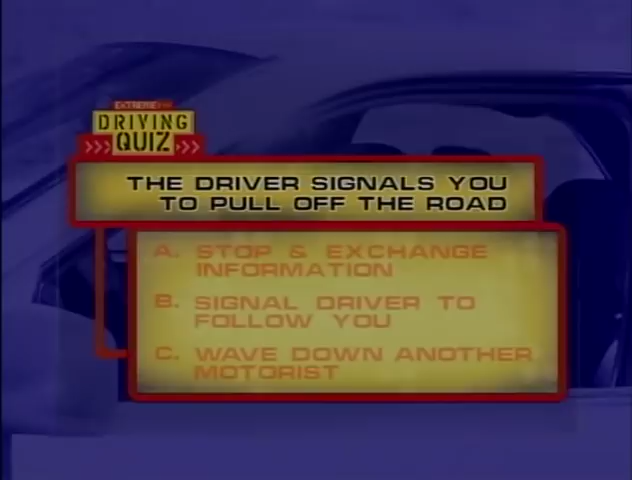 EXTREME
DRIVING
QUIZ
THE DRIVER SIGNALS YOU
TO PULL OFF THE ROAD
A. STOP & EXCHANGE
INFORMATION
B. SIGNAL DRIVER TO
FOLLOW YOU
C. WAVE DOWN ANOTHER
MOTORIST